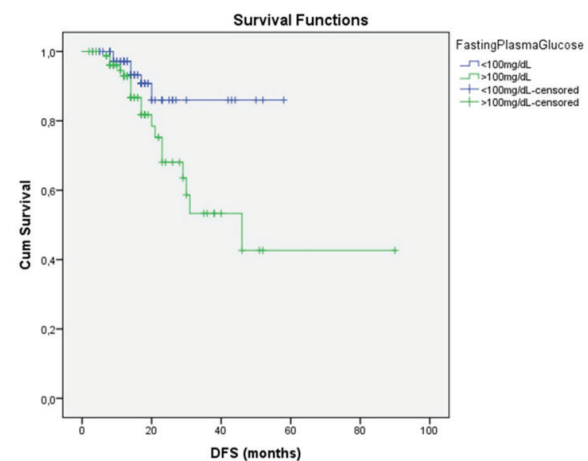 Survival Functions
FastingPlasmaGlucose
<100mg/dL
>100mg/dL
<100mg/dL-censored
>100mg/dL-censored
Cum Survival
1,0
0,8
0,6
0,4
0,2
0,0
0 20 40 60 80 100
DFS (months)